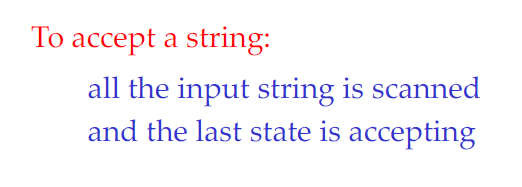 To accept a string:
all the input string is scanned
and the last state is accepting